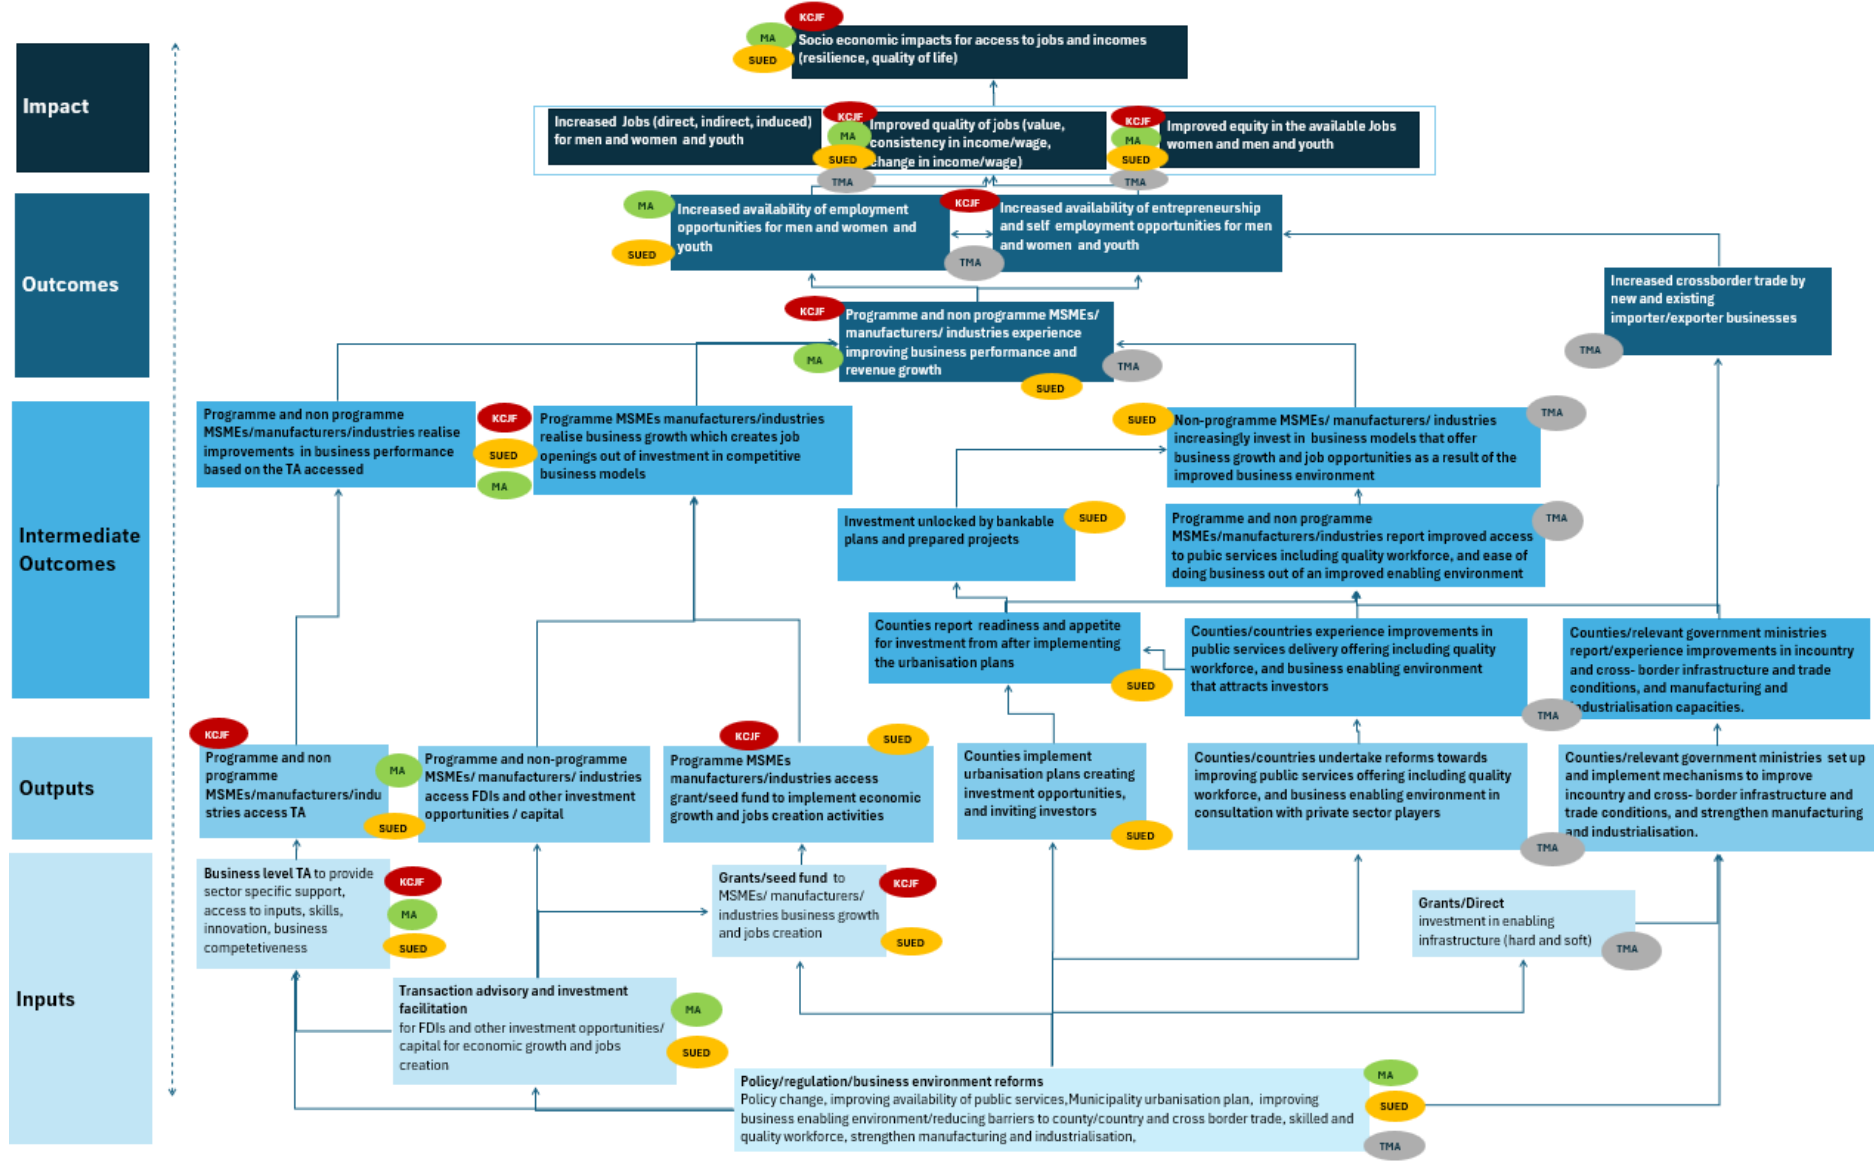 KCJF
MA
SUED
Socio economic impacts for access to jobs and incomes
(resilience, quality of life)
Impact
Increased Jobs (direct, indirect, induced)
for men and women and youth
KCJF
MA
SUED
TMA
Improved quality of jobs (value,
consistency in income/wage,
change in income/wage)
KCJF
MA
SUED
TMA
Improved equity in the available Jobs
women and men and youth
Outcomes
MA
SUED
Increased availability of employment
opportunities for men and women and
youth
KCJF
TMA
Increased availability of entrepreneurship
and self employment opportunities for men
and women and youth
Increased crossborder trade by
new and existing
importer/exporter businesses
TMA
KCJF
MA
Programme and non programme MSMEs/
manufacturers/ industries experience
improving business performance and
revenue growth
TMA
SUED
Intermediate
Outcomes
Programme and non programme
MSMEs/manufacturers/industries realise
improvements in business performance
based on the TA accessed
KCJF
SUED
MA
Programme MSMEs manufacturers/industries
realise business growth which creates job
openings out of investment in competitive
business models
SUED
Non-programme MSMEs/ manufacturers/ industries
increasingly invest in business models that offer
business growth and job opportunities as a result of the
improved business environment
TMA
Investment unlocked by bankable
plans and prepared projects
SUED
Programme and non programme
MSMEs/manufacturers/industries report improved access
to pubic services including quality workforce, and ease of
doing business out of an improved enabling environment
TMA
Counties report readiness and appetite
for investment from after implementing
the urbanisation plans
SUED
Counties/countries experience improvements in
public services delivery offering including quality
workforce, and business enabling environment
that attracts investors
TMA
Counties/relevant government ministries
report/experience improvements in incountry
and cross- border infrastructure and trade
conditions, and manufacturing and
industrialisation capacities.
Outputs
KCJF
Programme and non
programme
MSMEs/manufacturers/indu
stries access TA
MA
SUED
Programme and non-programme
MSMEs/ manufacturers/ industries
access FDIs and other investment
opportunities / capital
KCJF
SUED
Programme MSMEs
manufacturers/industries access
grant/seed fund to implement economic
growth and jobs creation activities
Counties implement
urbanisation plans creating
investment opportunities,
and inviting investors
SUED
Counties/countries undertake reforms towards
improving public services offering including quality
workforce, and business enabling environment in
consultation with private sector players
TMA
Counties/relevant government ministries set up
and implement mechanisms to improve
incountry and cross- border infrastructure and
trade conditions, and strengthen manufacturing
and industrialisation.
Inputs
Business level TA to provide
sector specific support,
access to inputs, skills,
innovation, business
competetiveness
KCJF
MA
SUED
Grants/seed fund to
MSMEs/ manufacturers/
industries business growth
and jobs creation
KCJF
SUED
Grants/Direct
investment in enabling
infrastructure (hard and soft)
TMA
Transaction advisory and investment
facilitation
for FDIs and other investment opportunities/
capital for economic growth and jobs
creation
MA
SUED
Policy/regulation/business environment reforms
Policy change, improving availability of public services,Municipality urbanisation plan, improving
business enabling environment/reducing barriers to county/country and cross border trade, skilled and
quality workforce, strengthen manufacturing and industrialisation,
MA
SUED
TMA